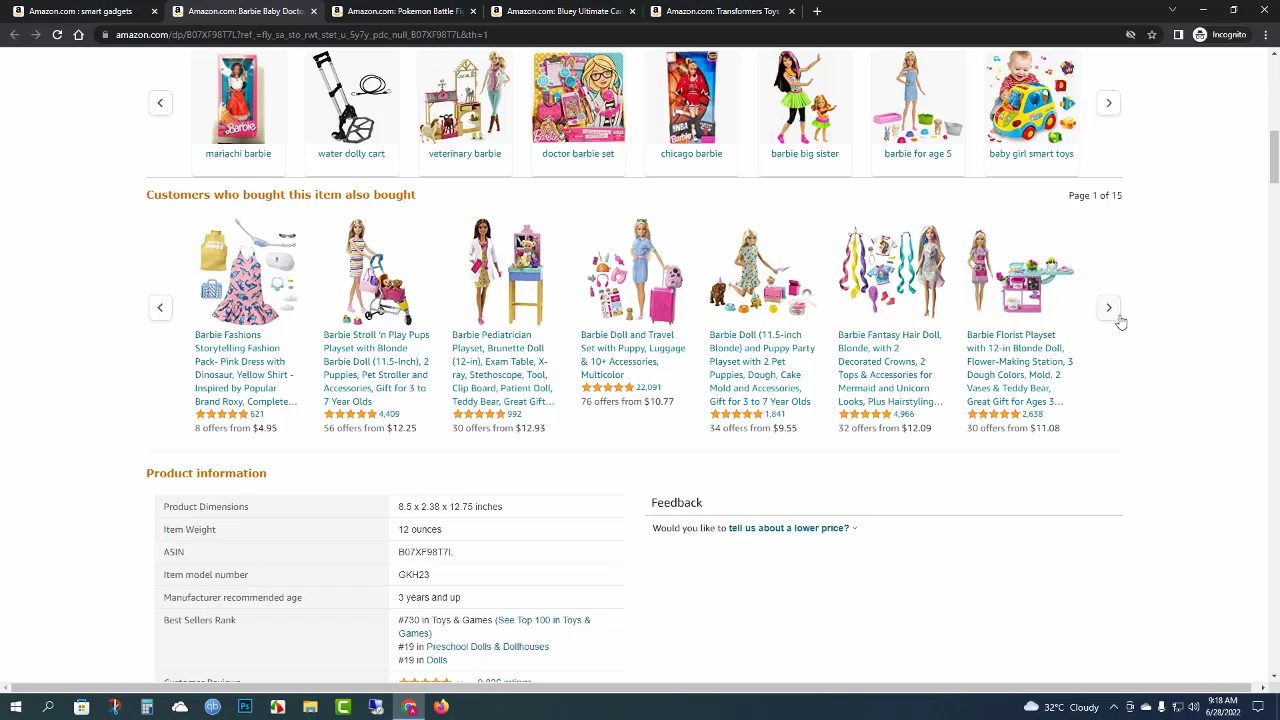 Amazon.com: smart gadgets
Amazon.com: Barbie Baby Docto
Amazon.com: Pokemon Battle Fig
Amazon.com: Ultimate Car
Amazon.com: Transformers Toys
amazon.com/dp/B07XF98T7L?ref_=fly_sa_sto_rwt_stet_u_5y7y_pdc_null_B07XF98T7L&th=1
Incognito
mariachi barbie
water dolly cart
veterinary barbie
doctor barbie set
chicago barbie
barbie big sister
barbie for age 5
baby girl smart toys
Customers who bought this item also bought
Page 1 of 15
Barbie Fashions
Storytelling Fashion
Pack- Pink Dress with
Dinosaur, Yellow Shirt -
Inspired by Popular
Brand Roxy, Complete...
621
8 offers from $4.95
Barbie Stroll 'n Play Pups
Playset with Blonde
Barbie Doll (11.5-Inch), 2
Puppies, Pet Stroller and
Accessories, Gift for 3 to
7 Year Olds
4,409
56 offers from $12.25
Barbie Pediatrician
Playset, Brunette Doll
(12-in), Exam Table, X-
ray, Stethoscope, Tool,
Clip Board, Patient Doll,
Teddy Bear, Great Gift...
992
30 offers from $12.93
Barbie Doll and Travel
Set with Puppy, Luggage
& 10+ Accessories,
Multicolor
22,091
76 offers from $10.77
Barbie Doll (11.5-inch
Blonde) and Puppy Party
Playset with 2 Pet
Puppies, Dough, Cake
Mold and Accessories,
Gift for 3 to 7 Year Olds
1,841
34 offers from $9.55
Barbie Fantasy Hair Doll,
Blonde, with 2
Decorated Crowns, 2
Tops & Accessories for
Mermaid and Unicorn
Looks, Plus Hairstyling...
4,966
32 offers from $12.09
Barbie Florist Playset
with 12-in Blonde Doll,
Flower-Making Station, 3
Dough Colors, Mold, 2
Vases & Teddy Bear,
Great Gift for Ages 3...
2,638
30 offers from $11.08
Product information
Product Dimensions 8.5 x 2.38 x 12.75 inches
Item Weight 12 ounces
ASIN B07XF98T7L
Item model number GKH23
Manufacturer recommended age 3 years and up
Best Sellers Rank #730 in Toys & Games (See Top 100 in Toys &
Games)
#19 in Preschool Dolls & Dollhouses
#19 in Dolls
Feedback
Would you like to tell us about a lower price?
32°C Cloudy
9:18 AM
6/28/2022